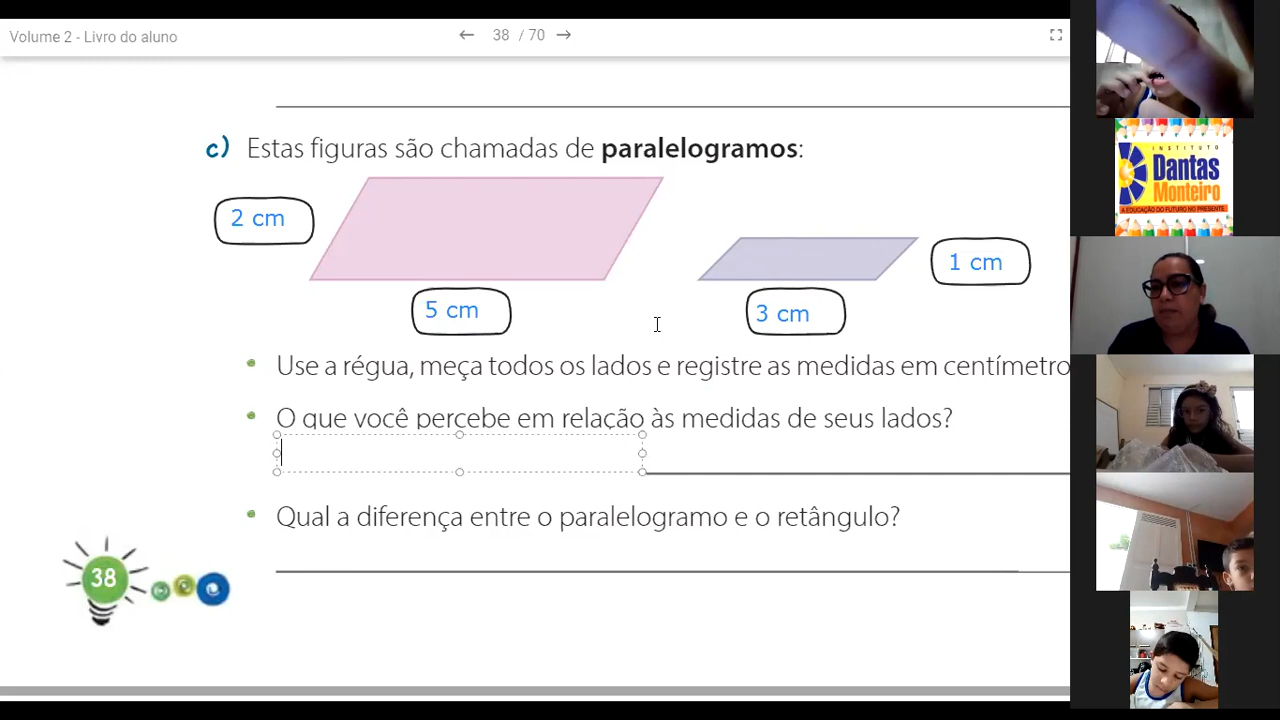 Volume 2 - Livro do aluno
← 38 / 70 →
c) Estas figuras são chamadas de paralelogramos:
2 cm
5 cm
1 cm
3 cm
• Use a régua, meça todos os lados e registre as medidas em centímetro
• O que você percebe em relação às medidas de seus lados?
• Qual a diferença entre o paralelogramo e o retângulo?
38
INSTITUTO
Dantas
Monteiro
A EDUCAÇÃO DO FUTURO NO PRESENTE